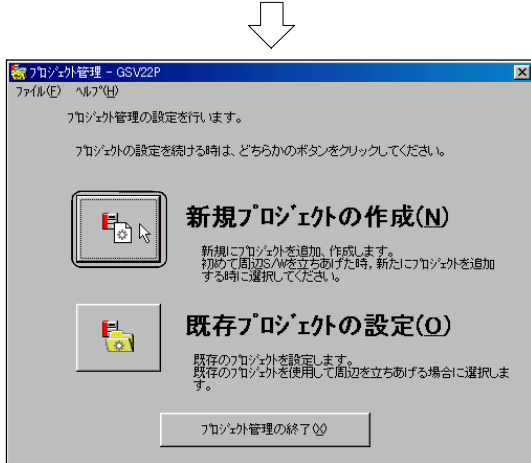 プロジェクト管理 - GSV22P
ファイル(F) ヘルプ(H)
プロジェクト管理の設定を行います。
プロジェクトの設定を続ける時は、どちらかのボタンをクリックしてください。
新規プロジェクトの作成(N)
新規にプロジェクトを追加、作成します。
初めて周辺S/Wを立ちあげた時，新たにプロジェクトを追加
する時に選択してください。
既存プロジェクトの設定(O)
既存のプロジェクトを設定します。
既存のプロジェクトを使用して周辺を立ちあげる場合に選択しま
す。
プロジェクト管理の終了(X)